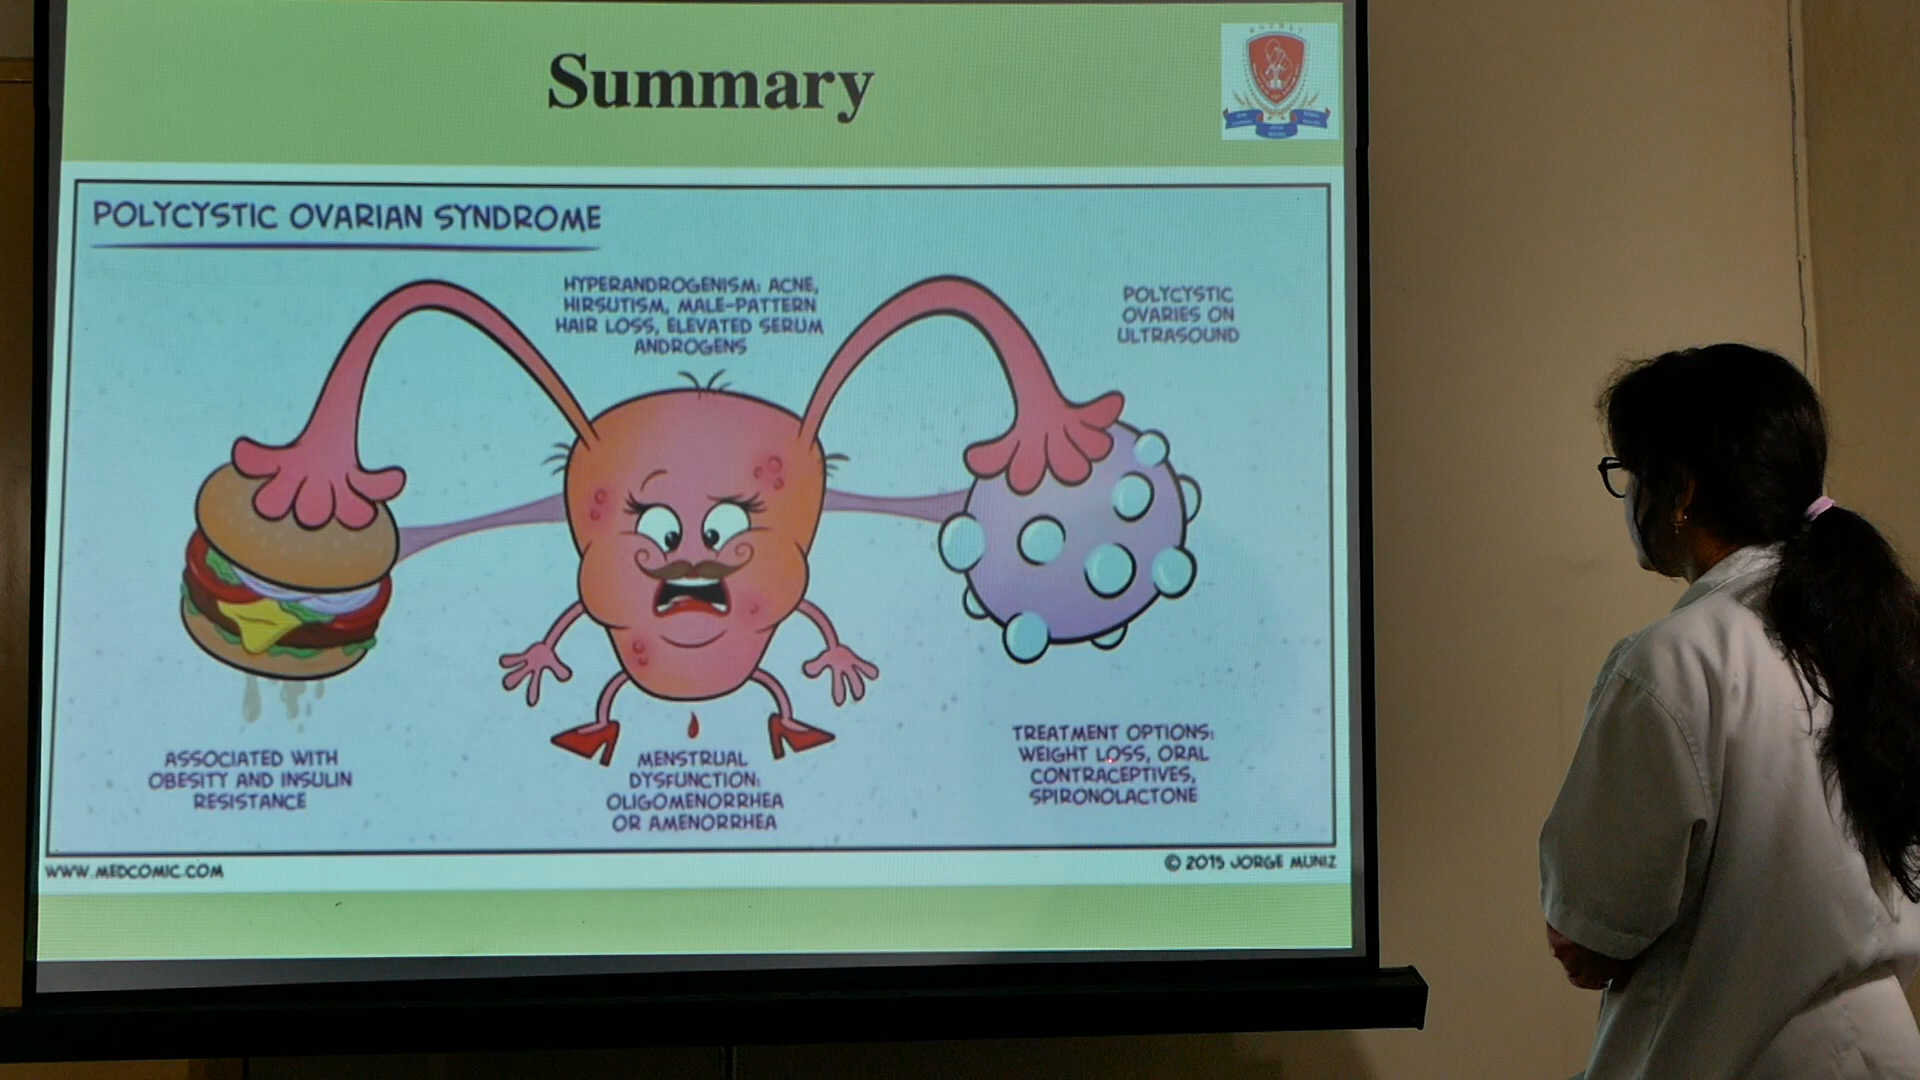 Summary
POLYCYSTIC OVARIAN SYNDROME
HYPERANDROGENISM: ACNE,
HIRSUTISM, MALE-PATTERN
HAIR LOSS, ELEVATED SERUM
ANDROGENS
POLYCYSTIC
OVARIES ON
ULTRASOUND
ASSOCIATED WITH
OBESITY AND INSULIN
RESISTANCE
MENSTRUAL
DYSFUNCTION:
OLIGOMENORRHEA
OR AMENORRHEA
TREATMENT OPTIONS:
WEIGHT LOSS, ORAL
CONTRACEPTIVES,
SPIRONOLACTONE
WWW.MEDCOMIC.COM
© 2015 JORGE MUNIZ